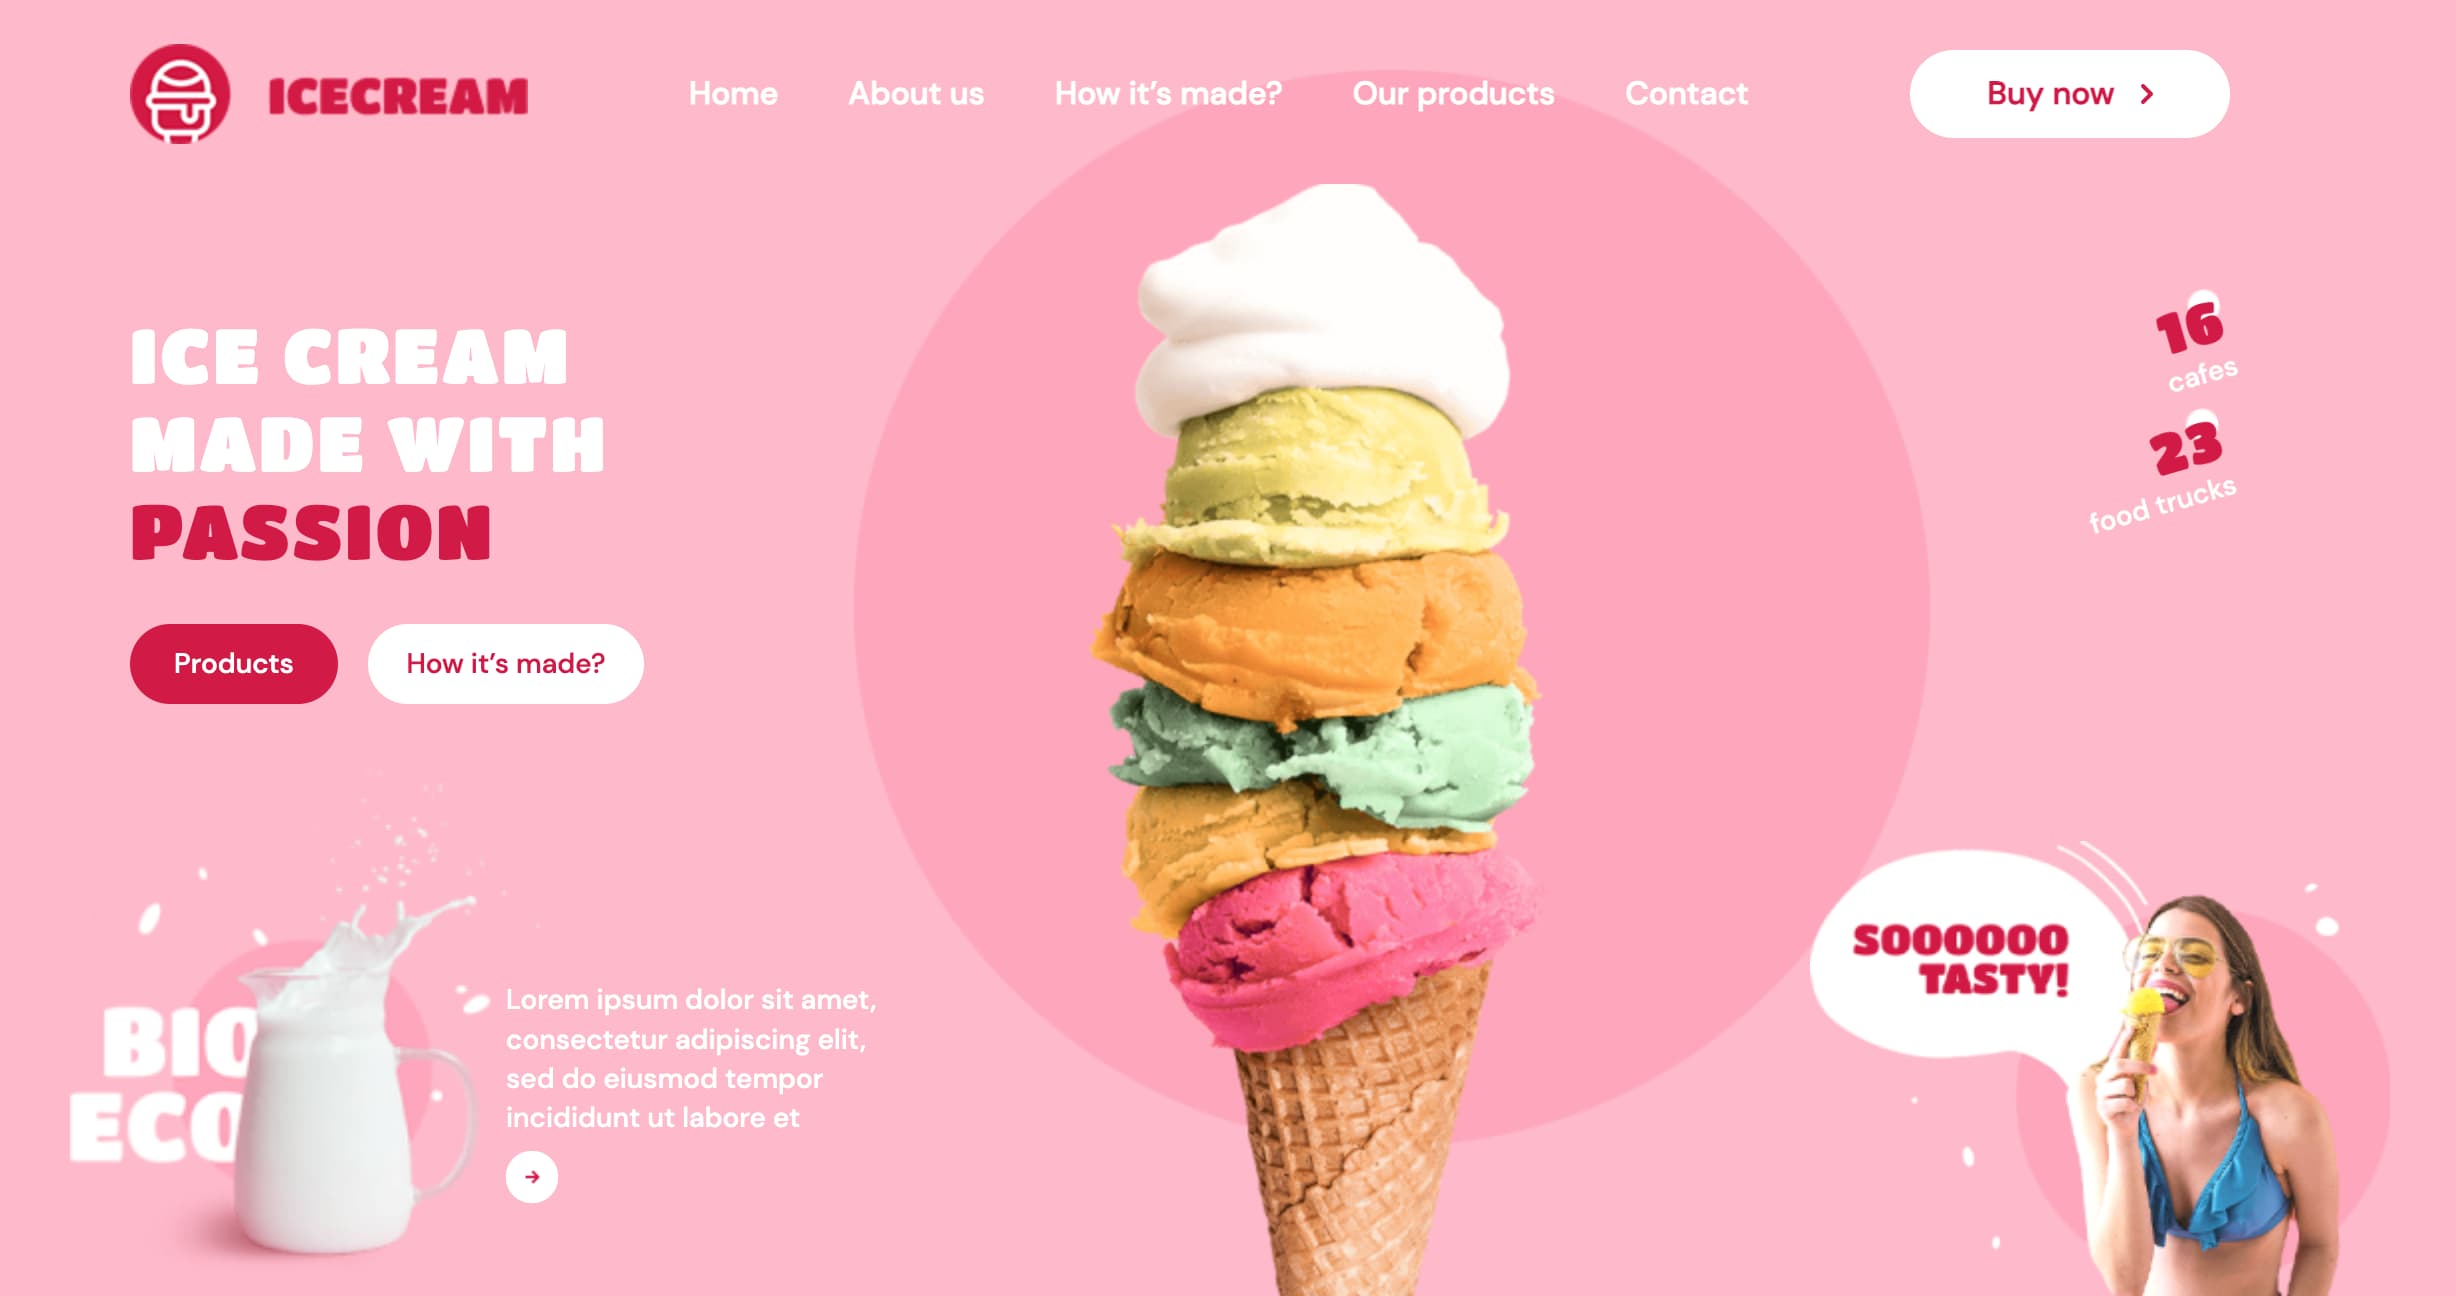 ICECREAM
Home
About us
How it's made?
Our products
Contact
Buy now
ICE CREAM
MADE WITH
PASSION
Products
How it's made?
16
cafes
23
food trucks
BIO
ECO
Lorem ipsum dolor sit amet,
consectetur adipiscing elit,
sed do eiusmod tempor
incididunt ut labore et
SOOOOOO
TASTY!